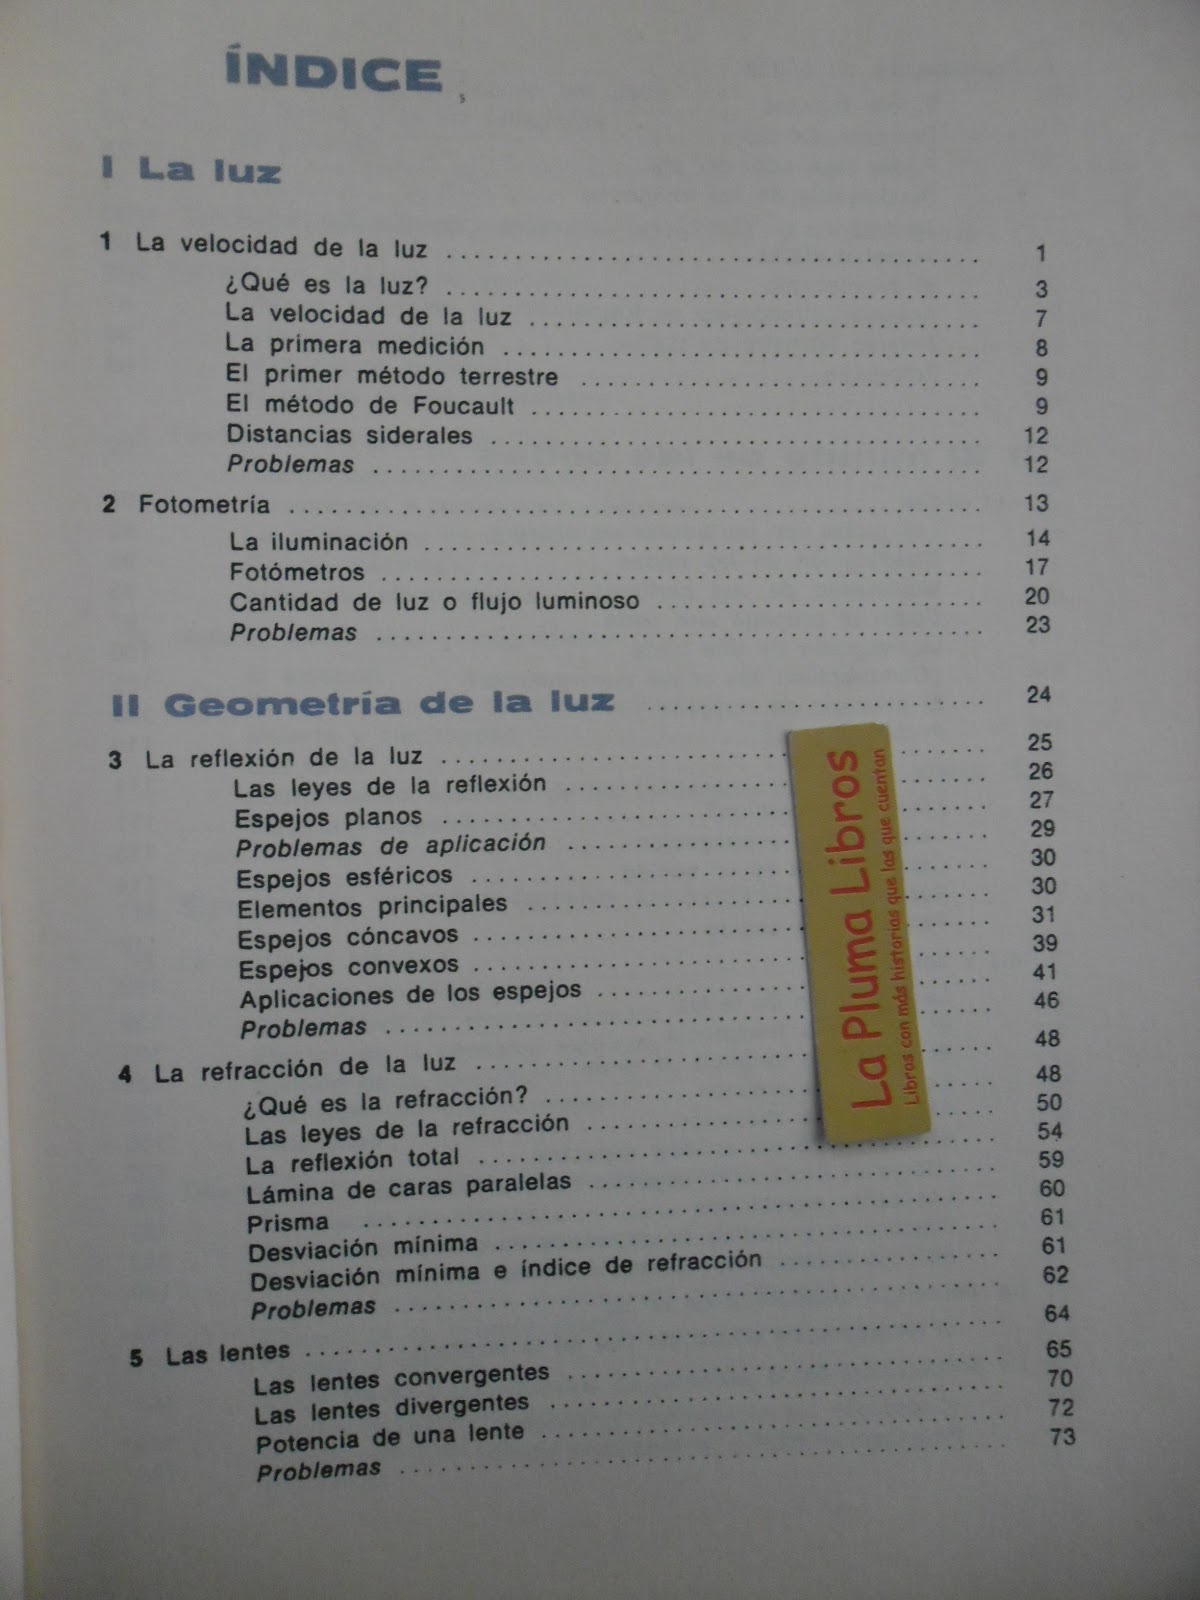 ÍNDICE
I La luz
1 La velocidad de la luz ........................................ 1
¿Qué es la luz? ........................................ 3
La velocidad de la luz ........................................ 7
La primera medición ........................................ 8
El primer método terrestre ........................................ 9
El método de Foucault ........................................ 9
Distancias siderales ........................................ 12
Problemas ........................................ 12
2 Fotometría ........................................ 13
La iluminación ........................................ 14
Fotómetros ........................................ 17
Cantidad de luz o flujo luminoso ........................................ 20
Problemas ........................................ 23
II Geometría de la luz ........................................ 24
3 La reflexión de la luz ........................................ 25
Las leyes de la reflexión ........................................ 26
Espejos planos ........................................ 27
Problemas de aplicación ........................................ 29
Espejos esféricos ........................................ 30
Elementos principales ........................................ 30
Espejos cóncavos ........................................ 31
Espejos convexos ........................................ 39
Aplicaciones de los espejos ........................................ 41
Problemas ........................................ 46
4 La refracción de la luz ........................................ 48
¿Qué es la refracción? ........................................ 48
Las leyes de la refracción ........................................ 50
La reflexión total ........................................ 54
Lámina de caras paralelas ........................................ 59
Prisma ........................................ 60
Desviación mínima ........................................ 61
Desviación mínima e índice de refracción ........................................ 61
Problemas ........................................ 62
5 Las lentes ........................................ 64
Las lentes convergentes ........................................ 65
Las lentes divergentes ........................................ 70
Potencia de una lente ........................................ 72
Problemas ........................................ 73
La Pluma Libros
Libros con más historias que las que cuentan